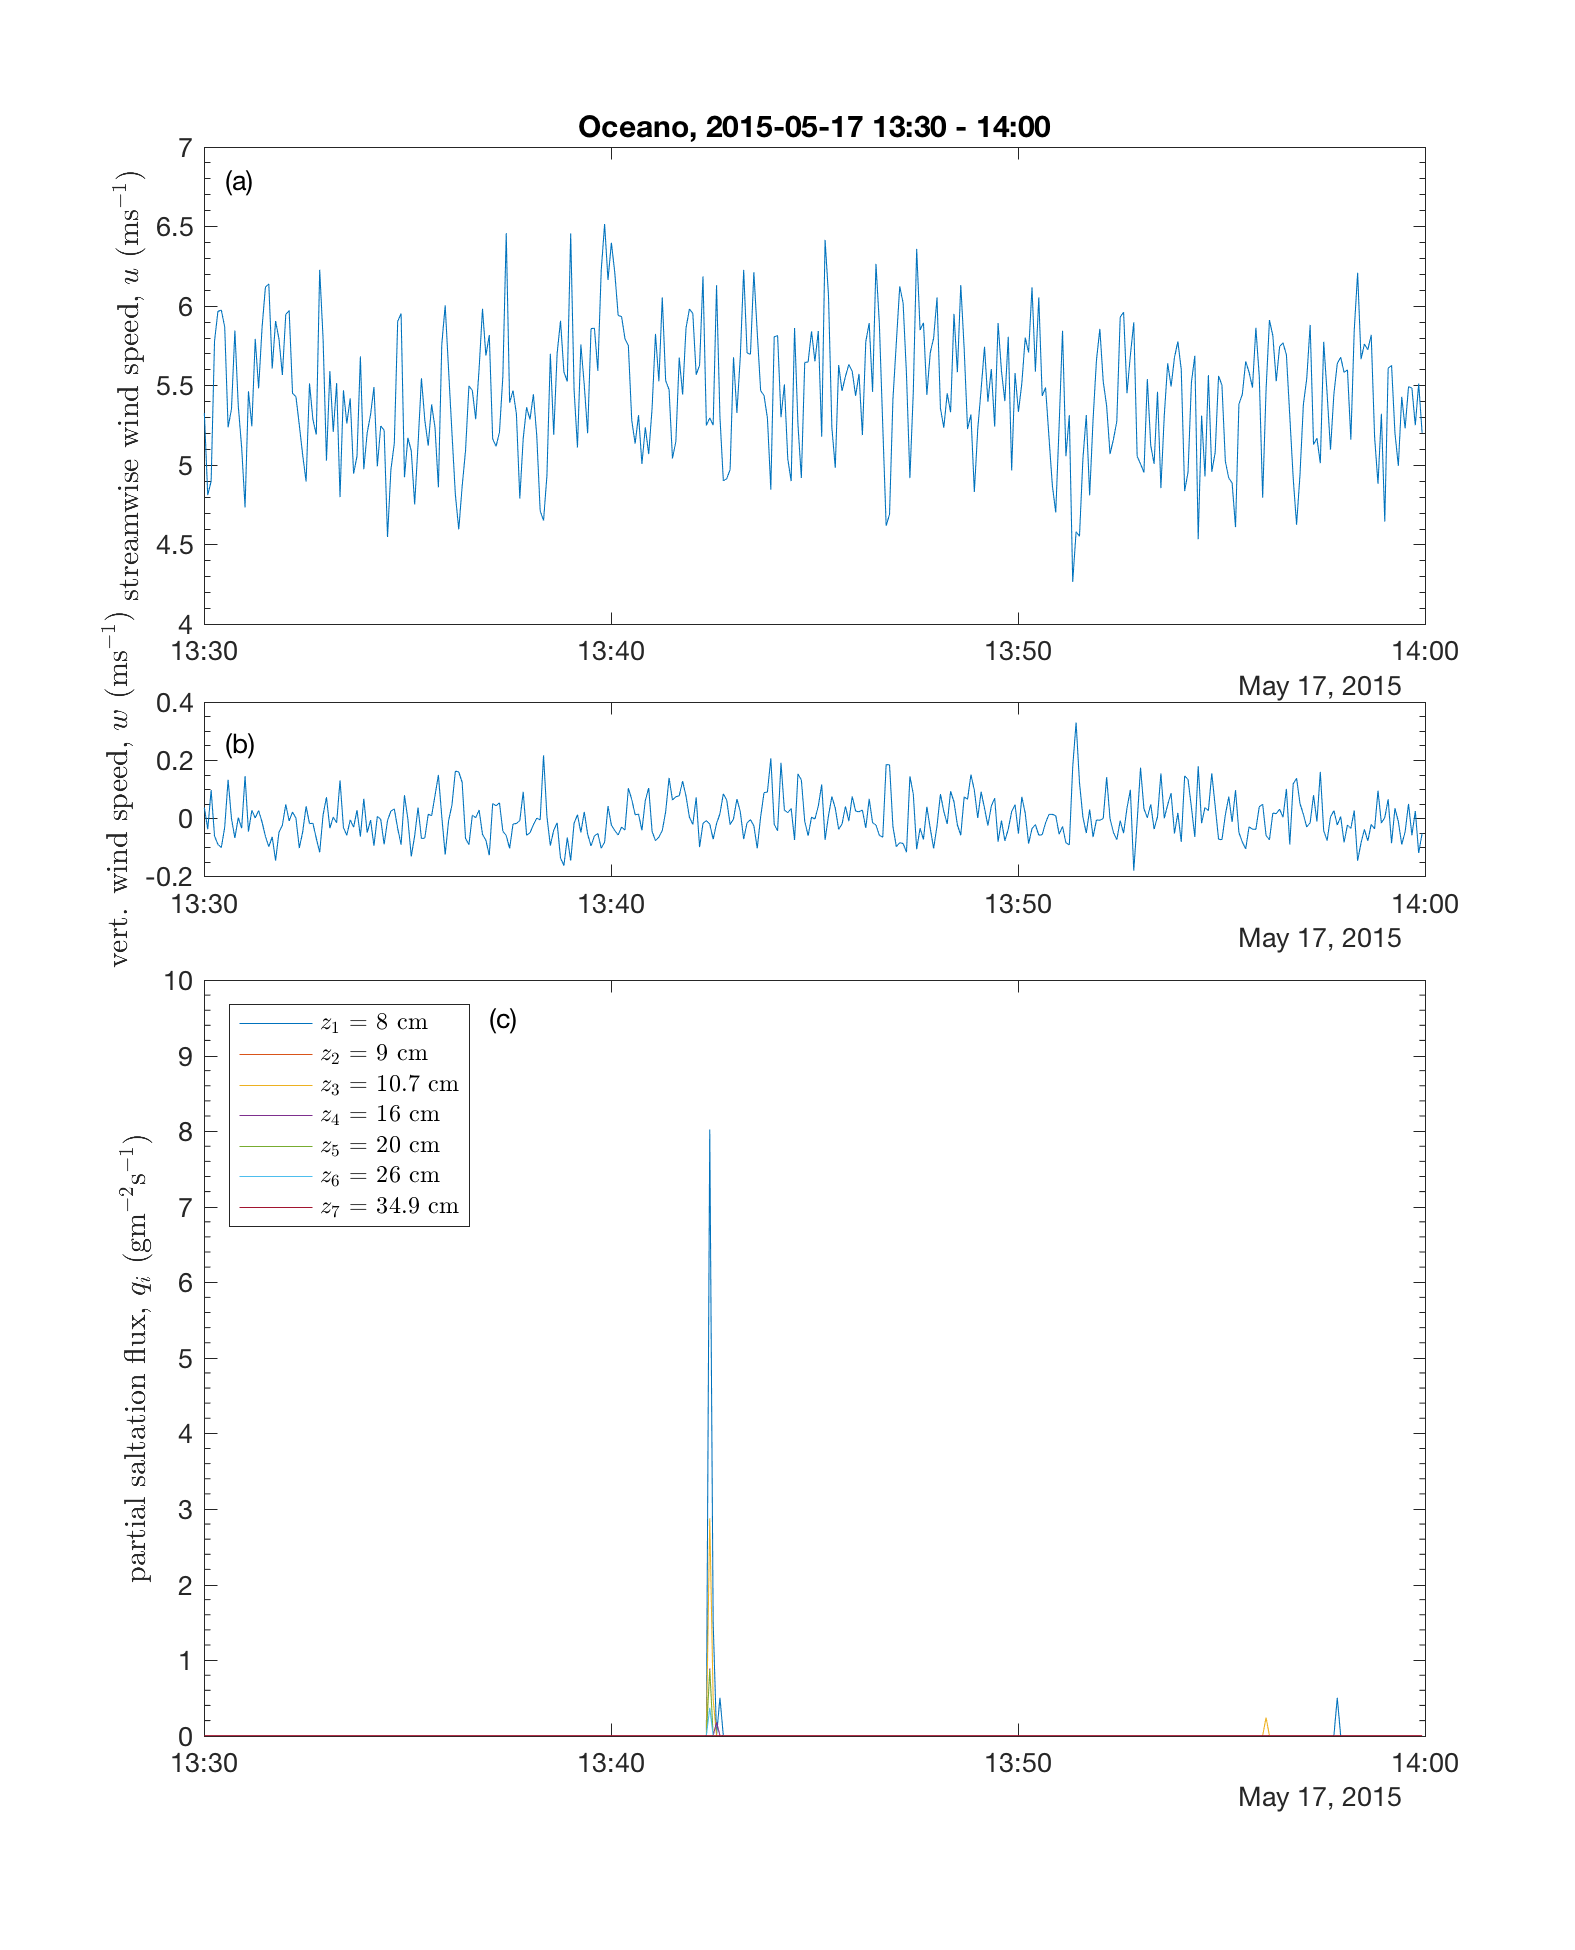 Oceano, 2015-05-17 13:30 - 14:00
(a)
streamwise wind speed, u (ms⁻¹)
7
6.5
6
5.5
5
4.5
4
13:30 13:40 13:50 14:00
May 17, 2015
(b)
vert. wind speed, w (ms⁻¹)
0.4
0.2
0
-0.2
13:30 13:40 13:50 14:00
May 17, 2015
(c)
partial saltation flux, qᵢ (gm⁻²s⁻¹)
10
9
8
7
6
5
4
3
2
1
0
z₁ = 8 cm
z₂ = 9 cm
z₃ = 10.7 cm
z₄ = 16 cm
z₅ = 20 cm
z₆ = 26 cm
z₇ = 34.9 cm
13:30 13:40 13:50 14:00
May 17, 2015